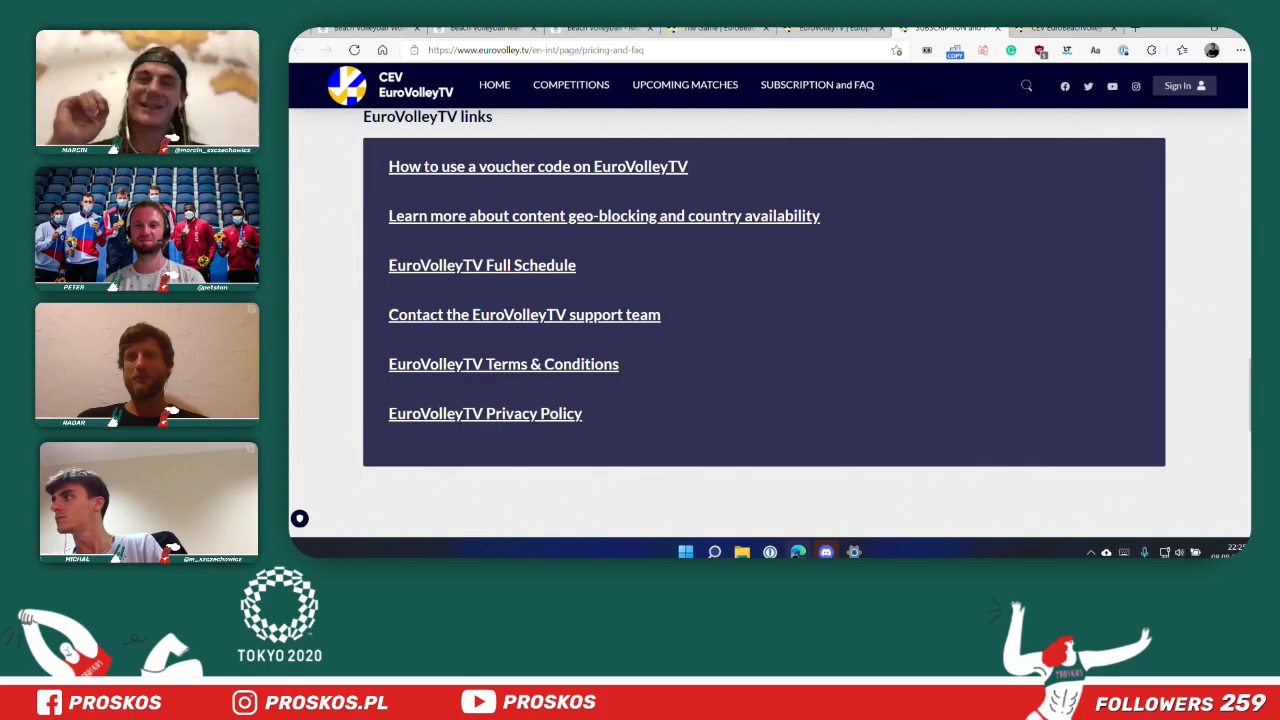 MARCIN
@marcin_szczechowicz
PETER
@petston
RADAR
MICHAŁ
@m_szczechowicz
https://www.eurovolley.tv/en-int/page/pricing-and-faq
COPY
CEV
EuroVolleyTV
HOME
COMPETITIONS
UPCOMING MATCHES
SUBSCRIPTION and FAQ
Sign In
EuroVolleyTV links
How to use a voucher code on EuroVolleyTV
Learn more about content geo-blocking and country availability
EuroVolleyTV Full Schedule
Contact the EuroVolleyTV support team
EuroVolleyTV Terms & Conditions
EuroVolleyTV Privacy Policy
22:25
TOKYO 2020
PROSKOS
PROSKOS.PL
PROSKOS
FOLLOWERS 259